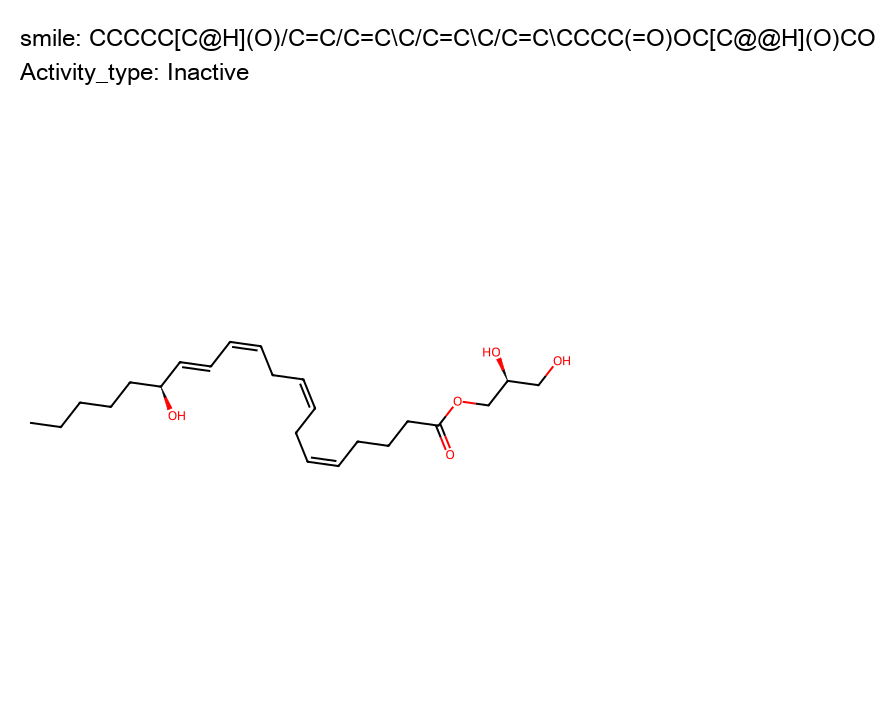 smile: CCCCC[C@H](O)/C=C/C=C\C/C=C\C/C=C\CCCC(=O)OC[C@@H](O)CO
Activity_type: Inactive
HO
OH
O
OH
O